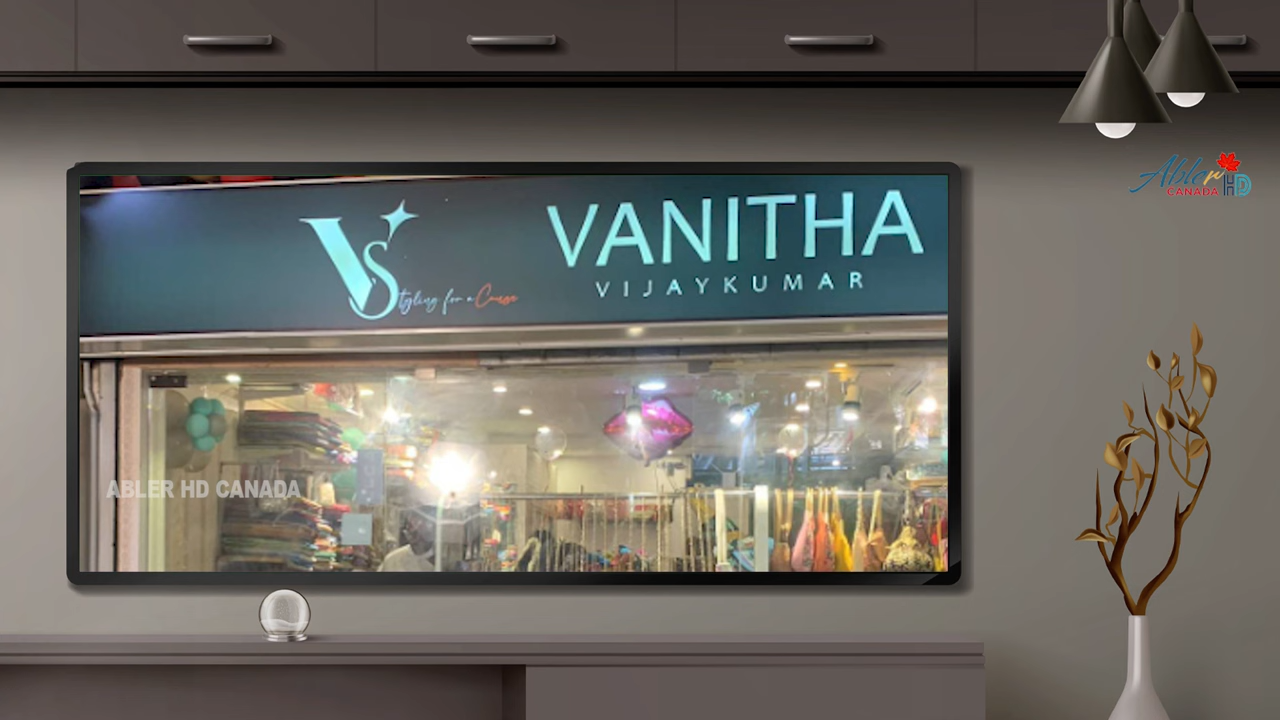 Abler
CANADA HD
VANITHA
VIJAYKUMAR
VS
Styling for a Cause
ABLER HD CANADA